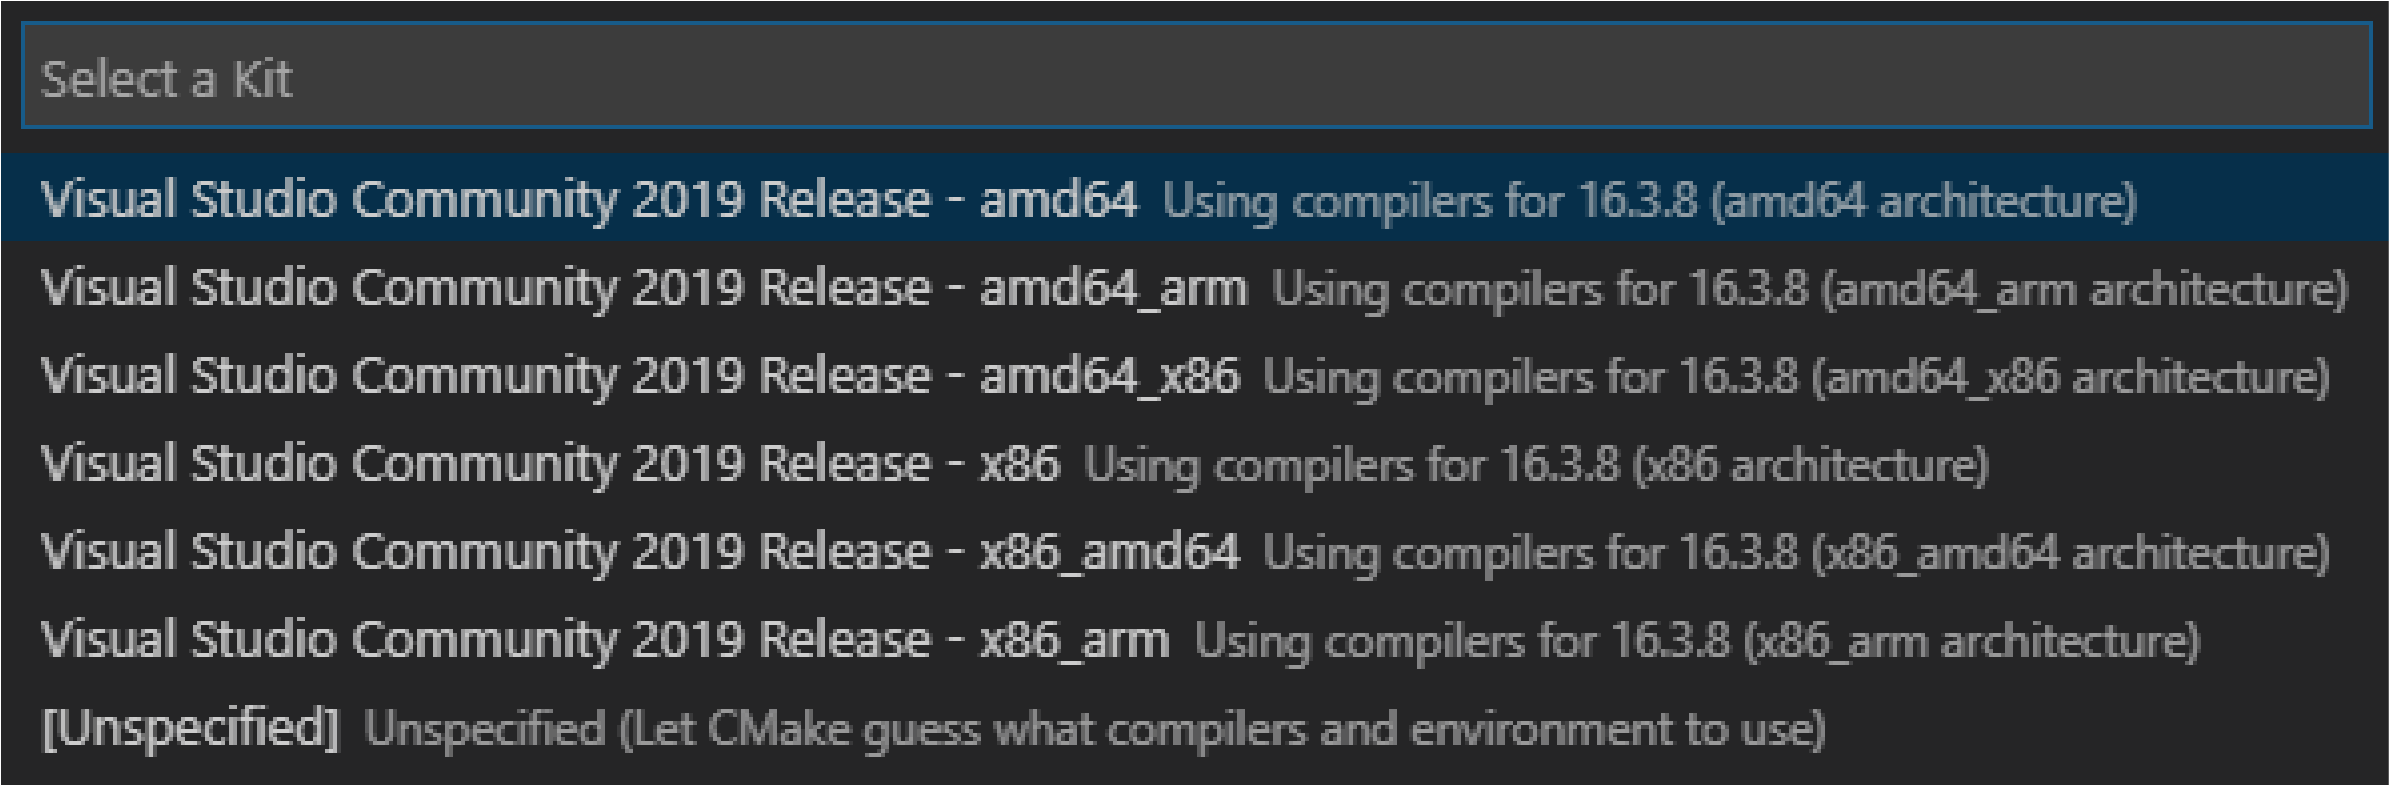 Select a Kit
Visual Studio Community 2019 Release - amd64 Using compilers for 16.3.8 (amd64 architecture)
Visual Studio Community 2019 Release - amd64_arm Using compilers for 16.3.8 (amd64_arm architecture)
Visual Studio Community 2019 Release - amd64_x86 Using compilers for 16.3.8 (amd64_x86 architecture)
Visual Studio Community 2019 Release - x86 Using compilers for 16.3.8 (x86 architecture)
Visual Studio Community 2019 Release - x86_amd64 Using compilers for 16.3.8 (x86_amd64 architecture)
Visual Studio Community 2019 Release - x86_arm Using compilers for 16.3.8 (x86_arm architecture)
[Unspecified] Unspecified (Let CMake guess what compilers and environment to use)